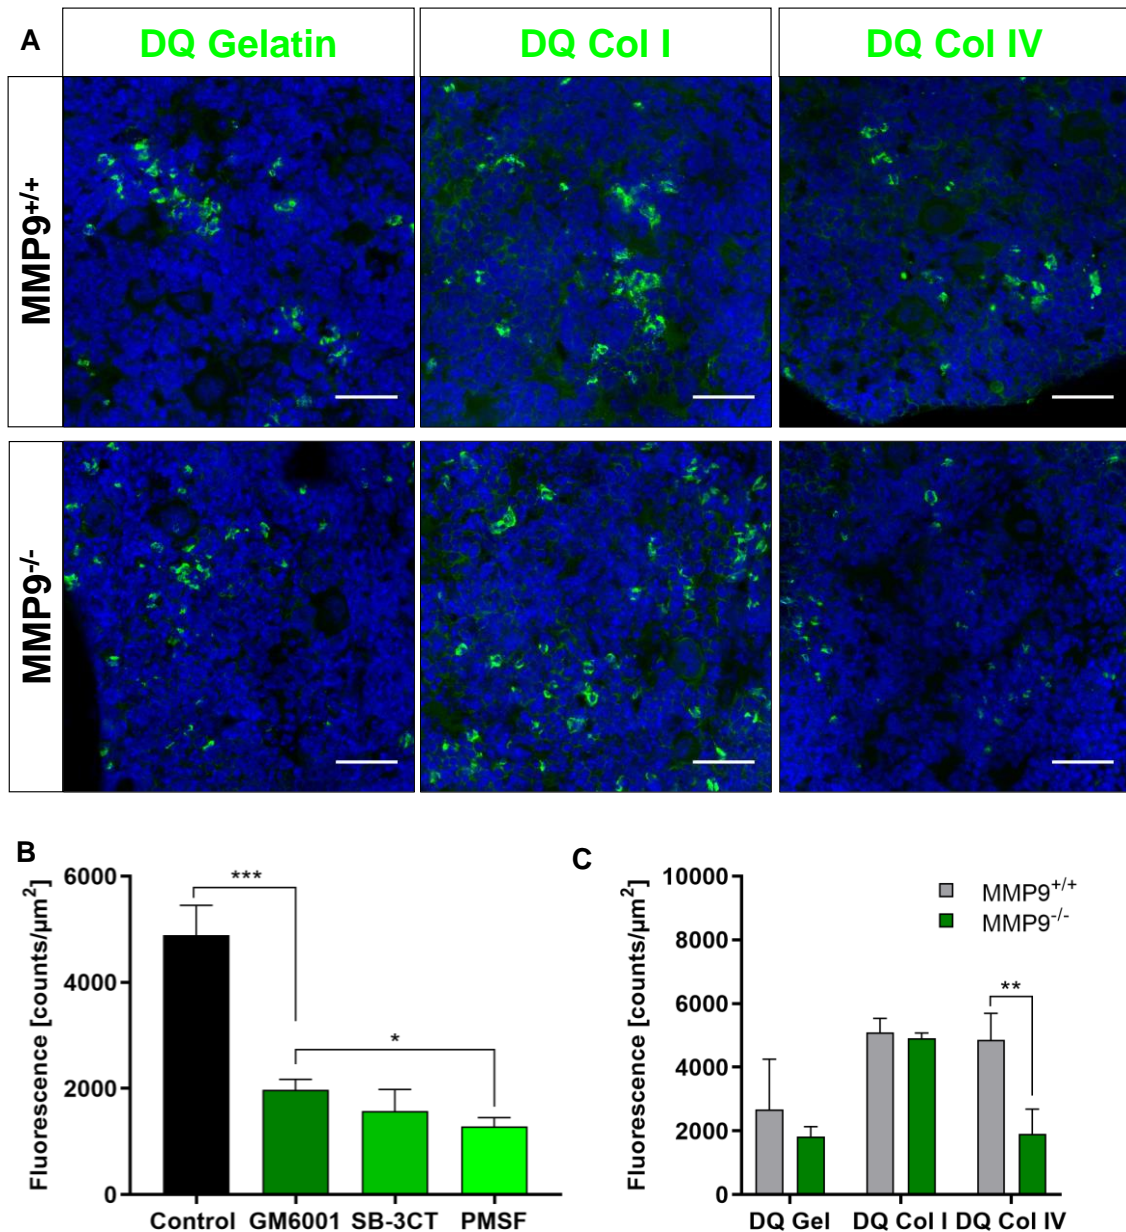 A
DQ Gelatin
DQ Col I
DQ Col IV
MMP9+/+
MMP9-/-
B
Fluorescence [counts/µm²]
6000
4000
2000
0
***
*
Control
GM6001
SB-3CT
PMSF
C
Fluorescence [counts/µm²]
10000
8000
6000
4000
2000
0
MMP9+/+
MMP9-/-
**
DQ Gel
DQ Col I
DQ Col IV